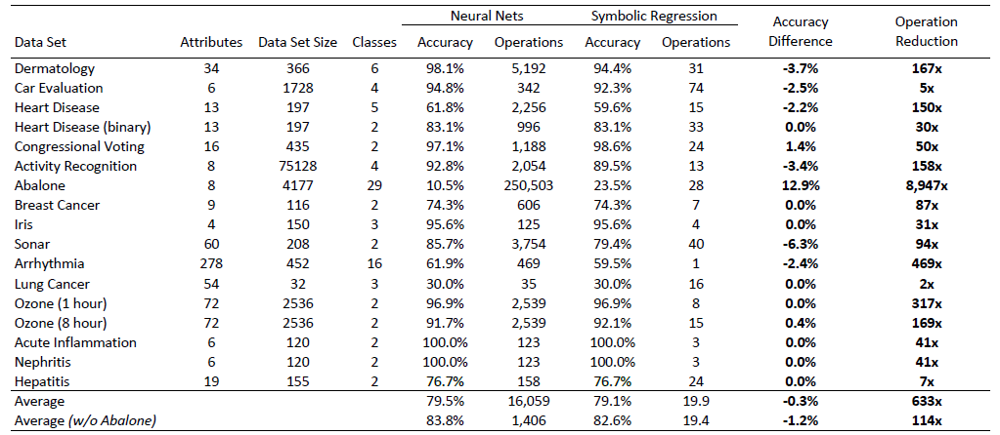 Neural Nets Symbolic Regression Accuracy Operation
Data Set Attributes Data Set Size Classes Accuracy Operations Accuracy Operations Difference Reduction
Dermatology 34 366 6 98.1% 5,192 94.4% 31 -3.7% 167x
Car Evaluation 6 1728 4 94.8% 342 92.3% 74 -2.5% 5x
Heart Disease 13 197 5 61.8% 2,256 59.6% 15 -2.2% 150x
Heart Disease (binary) 13 197 2 83.1% 996 83.1% 33 0.0% 30x
Congressional Voting 16 435 2 97.1% 1,188 98.6% 24 1.4% 50x
Activity Recognition 8 75128 4 92.8% 2,054 89.5% 13 -3.4% 158x
Abalone 8 4177 29 10.5% 250,503 23.5% 28 12.9% 8,947x
Breast Cancer 9 116 2 74.3% 606 74.3% 7 0.0% 87x
Iris 4 150 3 95.6% 125 95.6% 4 0.0% 31x
Sonar 60 208 2 85.7% 3,754 79.4% 40 -6.3% 94x
Arrhythmia 278 452 16 61.9% 469 59.5% 1 -2.4% 469x
Lung Cancer 54 32 3 30.0% 35 30.0% 16 0.0% 2x
Ozone (1 hour) 72 2536 2 96.9% 2,539 96.9% 8 0.0% 317x
Ozone (8 hour) 72 2536 2 91.7% 2,539 92.1% 15 0.4% 169x
Acute Inflammation 6 120 2 100.0% 123 100.0% 3 0.0% 41x
Nephritis 6 120 2 100.0% 123 100.0% 3 0.0% 41x
Hepatitis 19 155 2 76.7% 158 76.7% 24 0.0% 7x
Average 79.5% 16,059 79.1% 19.9 -0.3% 633x
Average (w/o Abalone) 83.8% 1,406 82.6% 19.4 -1.2% 114x